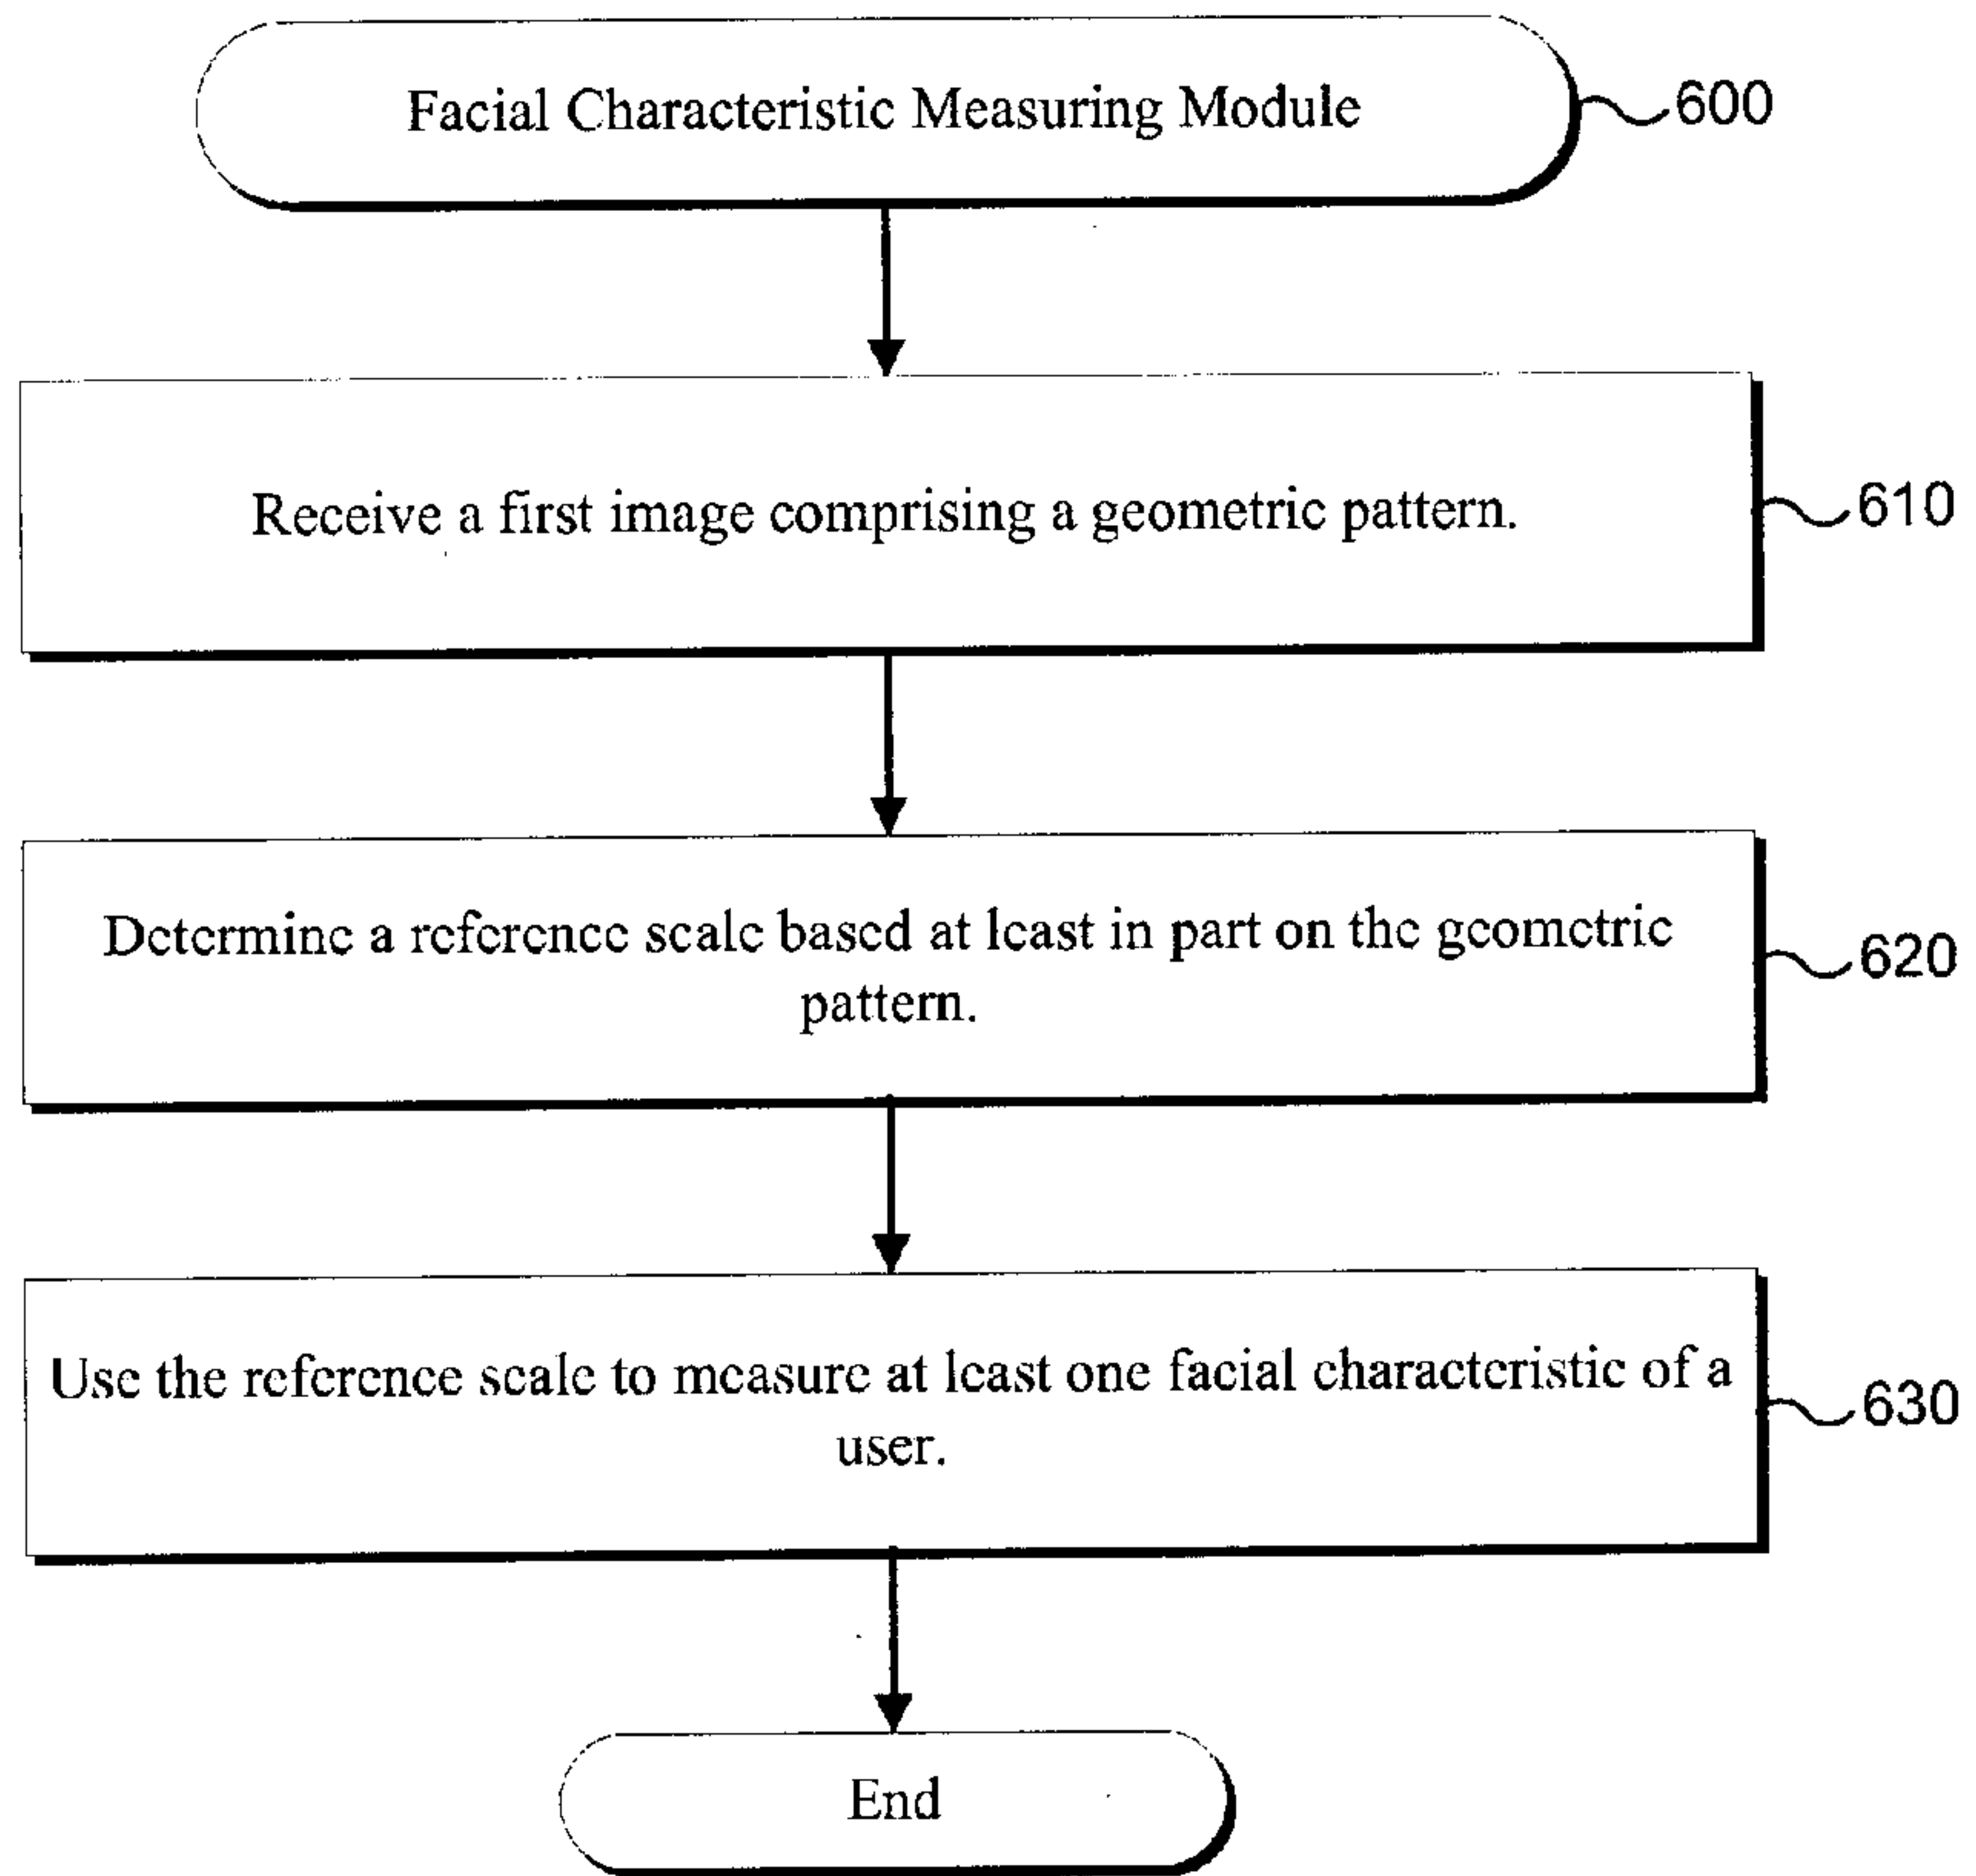 Facial Characteristic Measuring Module
600
Receive a first image comprising a geometric pattern.
610
Determine a reference scale based at least in part on the geometric
pattern.
620
Use the reference scale to measure at least one facial characteristic of a
user.
630
End